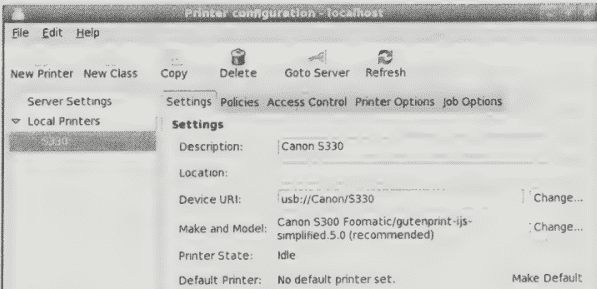 Printer configuration - localhost
File Edit Help
New Printer New Class Copy Delete Goto Server Refresh
Server Settings
Local Printers
S330
Settings Policies Access Control Printer Options Job Options
Settings
Description: Canon S330
Location:
Device URI: usb://Canon/S330 Change...
Make and Model: Canon S300 Foomatic/gutenprint-ijs-
simplified.5.0 (recommended) Change...
Printer State: Idle
Default Printer: No default printer set. Make Default